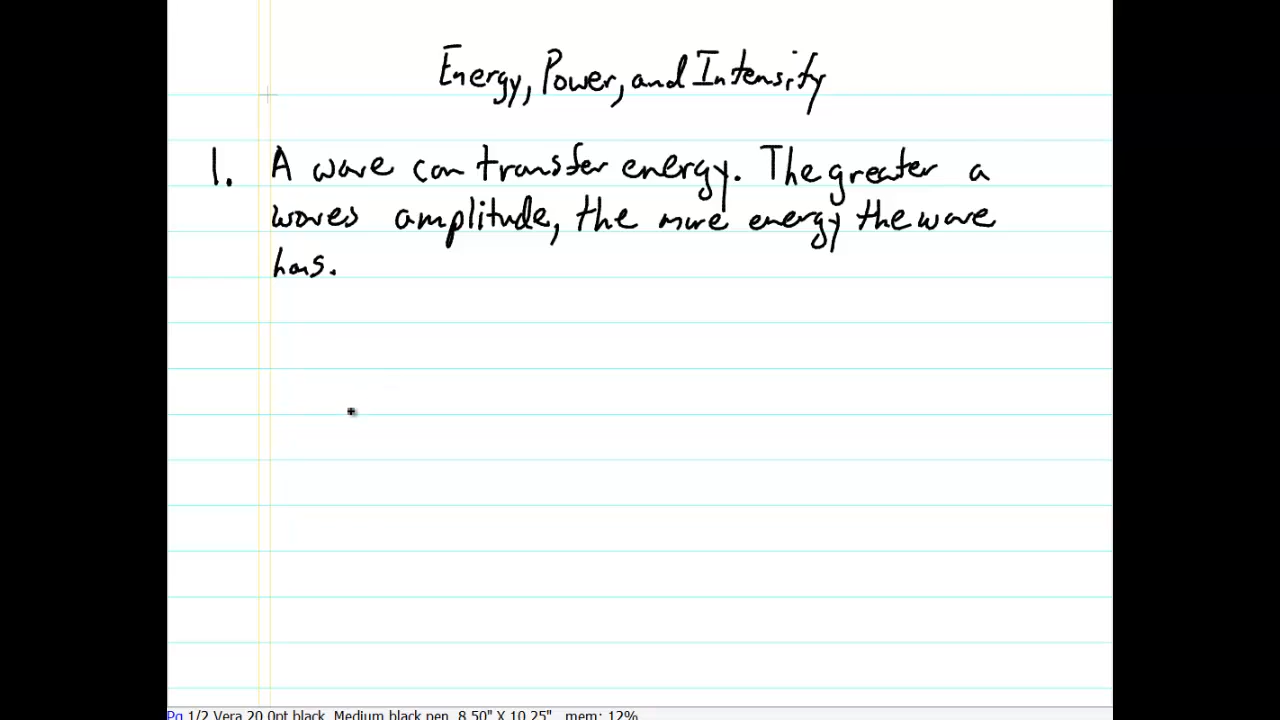 Energy, Power, and Intensity
1. A wave can transfer energy. The greater a
waves amplitude, the more energy the wave
has.
Pg 1/2 Vera 20.0pt black, Medium black pen, 8.50" X 10.25" mem: 12%